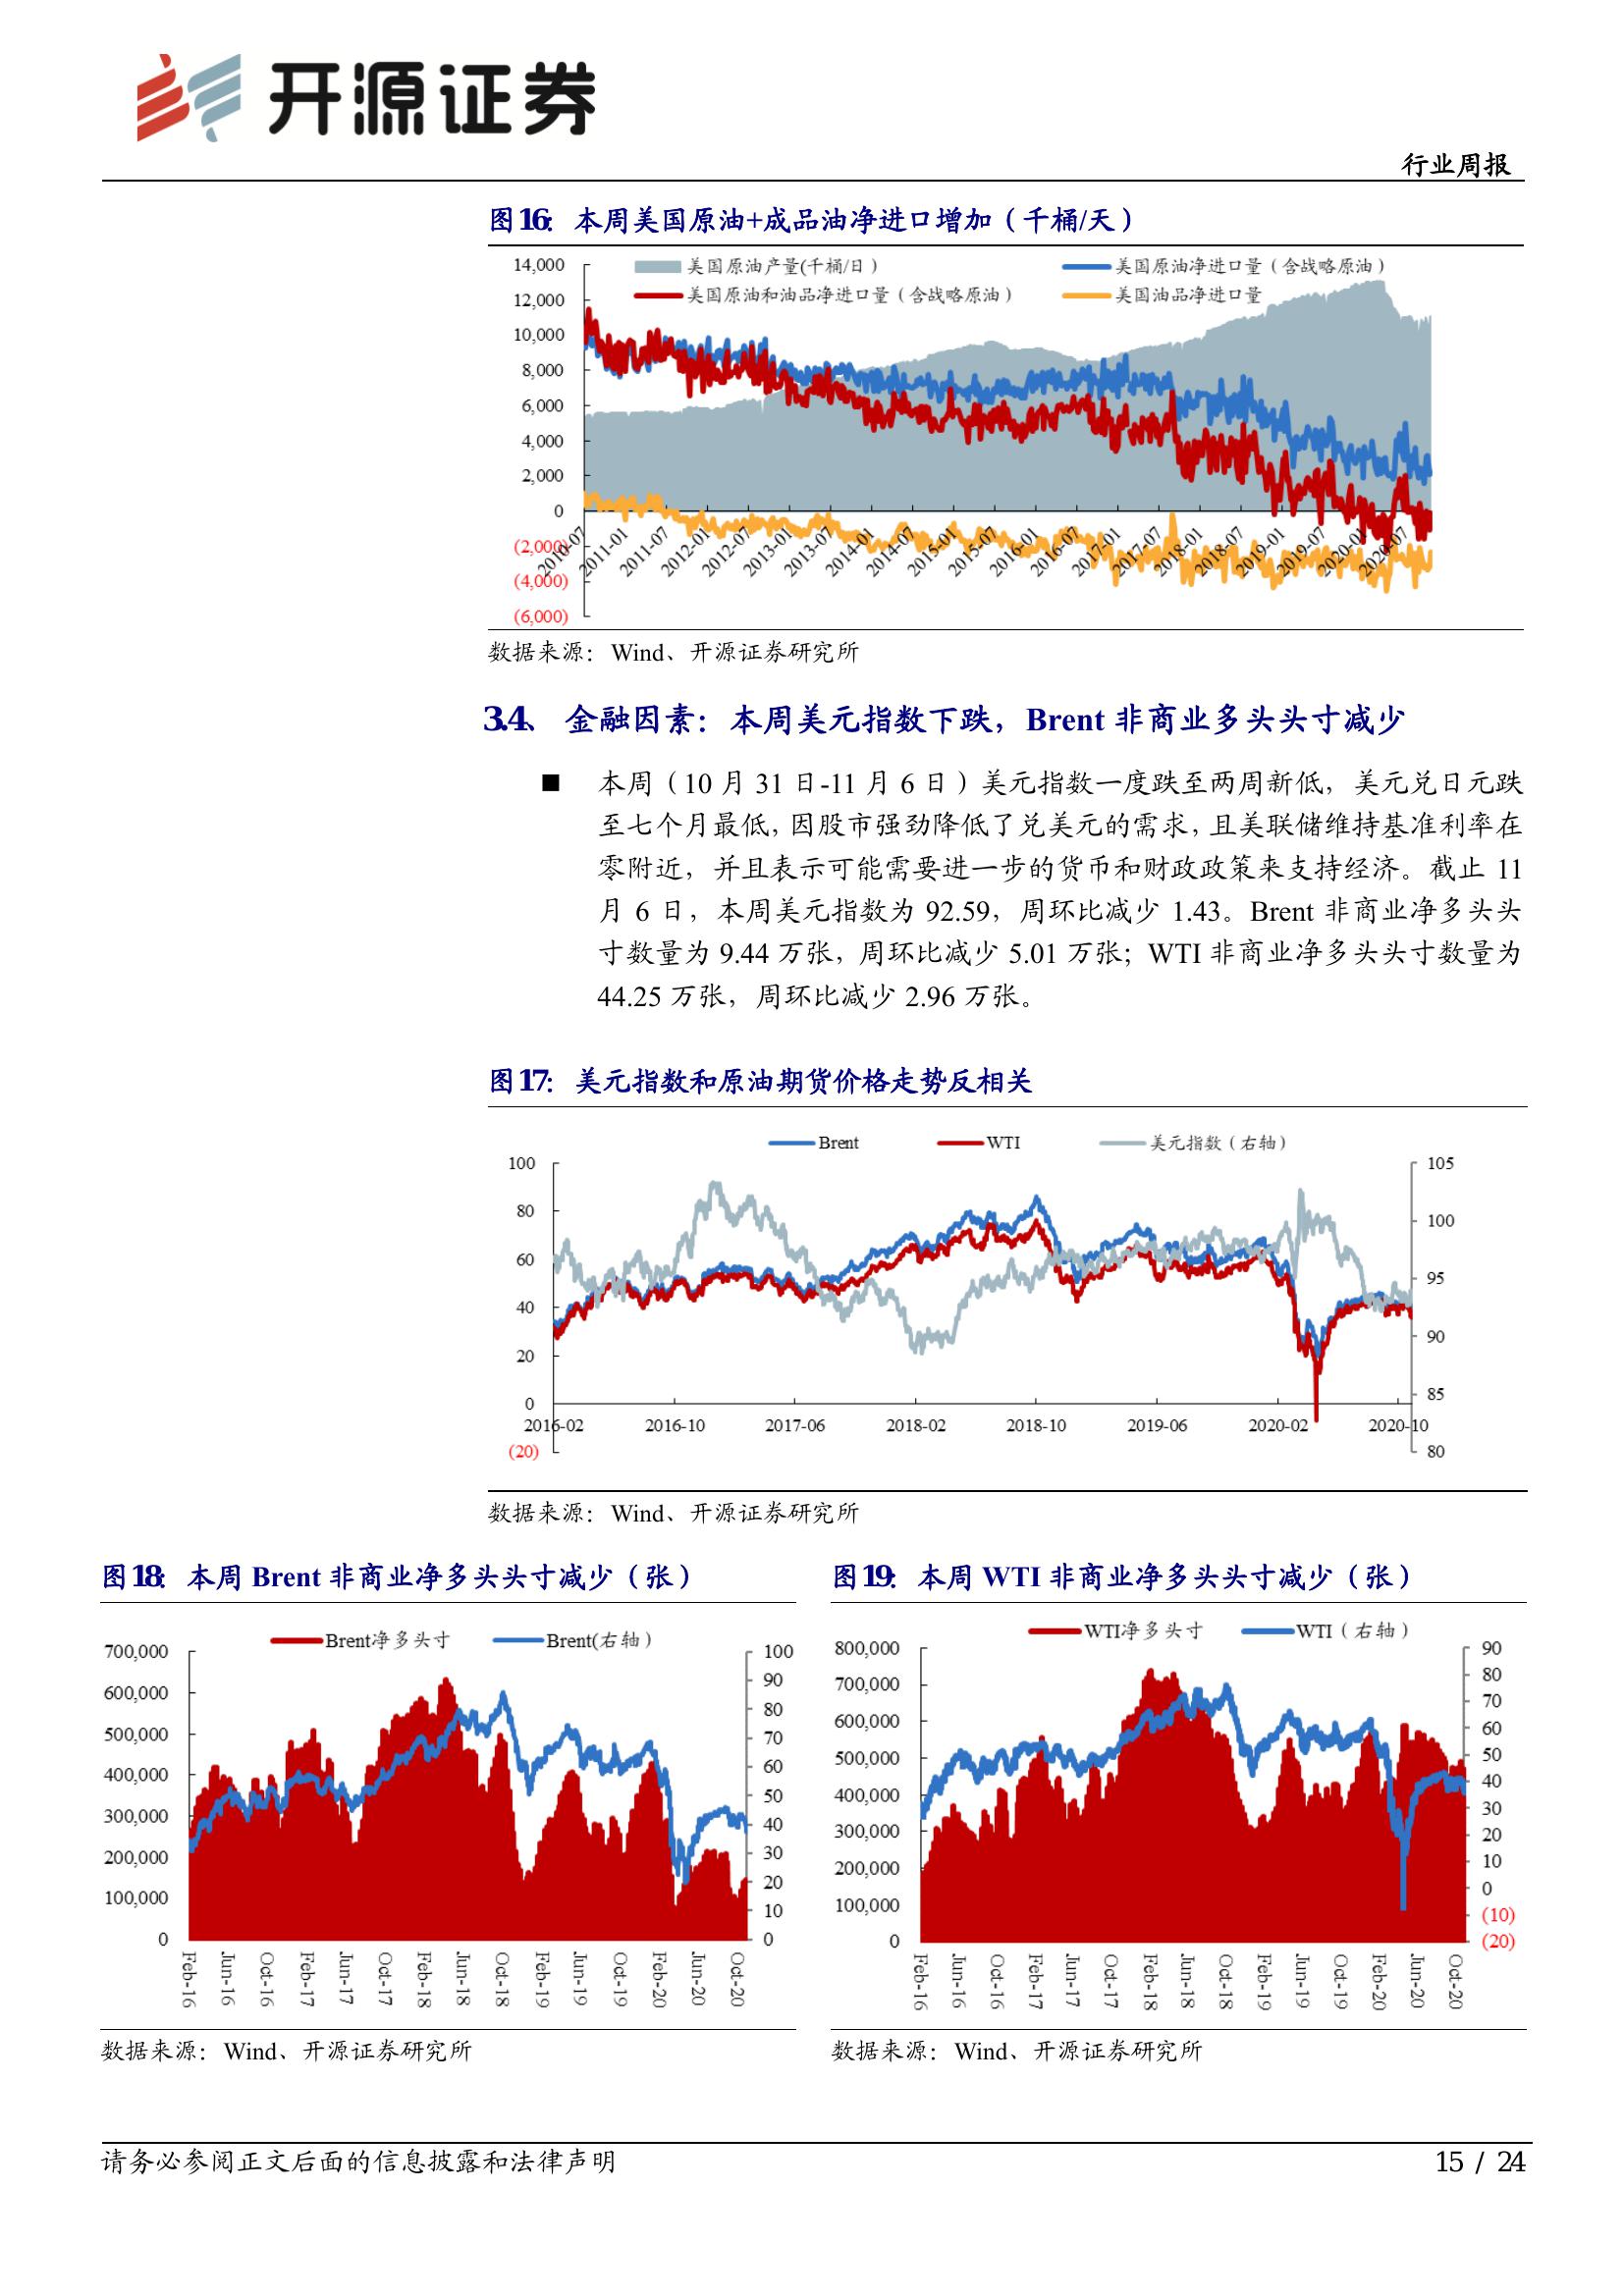 开源证券
行业周报
图16：本周美国原油+成品油净进口增加（千桶/天）
美国原油产量(千桶/日)
美国原油净进口量（含战略原油）
美国原油和油品净进口量（含战略原油）
美国油品净进口量
14,000
12,000
10,000
8,000
6,000
4,000
2,000
0
(2,000)
(4,000)
(6,000)
2010-07
2011-01
2011-07
2012-01
2012-07
2013-01
2013-07
2014-01
2014-07
2015-01
2015-07
2016-01
2016-07
2017-01
2017-07
2018-01
2018-07
2019-01
2019-07
2020-01
2020-07
数据来源：Wind、开源证券研究所
3.4、 金融因素：本周美元指数下跌，Brent 非商业多头头寸减少
■ 本周（10 月 31 日-11 月 6 日）美元指数一度跌至两周新低，美元兑日元跌
至七个月最低，因股市强劲降低了兑美元的需求，且美联储维持基准利率在
零附近，并且表示可能需要进一步的货币和财政政策来支持经济。截止 11
月 6 日，本周美元指数为 92.59，周环比减少 1.43。Brent 非商业净多头头
寸数量为 9.44 万张，周环比减少 5.01 万张；WTI 非商业净多头头寸数量为
44.25 万张，周环比减少 2.96 万张。
图17：美元指数和原油期货价格走势反相关
Brent
WTI
美元指数（右轴）
100
80
60
40
20
0
(20)
105
100
95
90
85
80
2016-02
2016-10
2017-06
2018-02
2018-10
2019-06
2020-02
2020-10
数据来源：Wind、开源证券研究所
图18：本周 Brent 非商业净多头头寸减少（张）
Brent净多头寸
Brent(右轴)
700,000
600,000
500,000
400,000
300,000
200,000
100,000
0
100
90
80
70
60
50
40
30
20
10
0
Feb-16
Jun-16
Oct-16
Feb-17
Jun-17
Oct-17
Feb-18
Jun-18
Oct-18
Feb-19
Jun-19
Oct-19
Feb-20
Jun-20
Oct-20
数据来源：Wind、开源证券研究所
图19：本周 WTI 非商业净多头头寸减少（张）
WTI净多头寸
WTI（右轴）
800,000
700,000
600,000
500,000
400,000
300,000
200,000
100,000
0
90
80
70
60
50
40
30
20
10
0
(10)
(20)
Feb-16
Jun-16
Oct-16
Feb-17
Jun-17
Oct-17
Feb-18
Jun-18
Oct-18
Feb-19
Jun-19
Oct-19
Feb-20
Jun-20
Oct-20
数据来源：Wind、开源证券研究所
请务必参阅正文后面的信息披露和法律声明
15 / 24